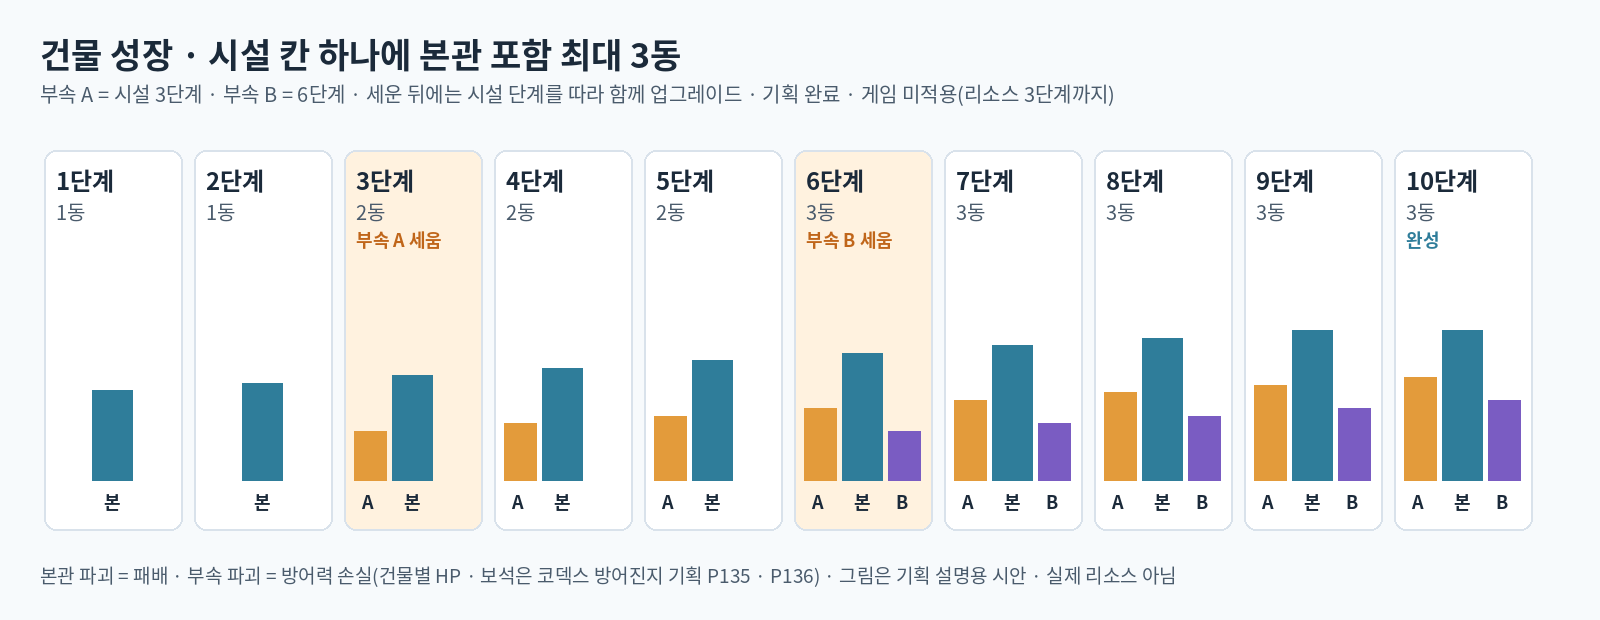 건물 성장 · 시설 칸 하나에 본관 포함 최대 3동
부속 A = 시설 3단계 · 부속 B = 6단계 · 세운 뒤에는 시설 단계를 따라 함께 업그레이드 · 기획 완료 · 게임 미적용(리소스 3단계까지)
1단계
1동
본
2단계
1동
본
3단계
2동
부속 A 세움
A 본
4단계
2동
A 본
5단계
2동
A 본
6단계
3동
부속 B 세움
A 본 B
7단계
3동
A 본 B
8단계
3동
A 본 B
9단계
3동
A 본 B
10단계
3동
완성
A 본 B
본관 파괴 = 패배 · 부속 파괴 = 방어력 손실(건물별 HP · 보석은 코덱스 방어진지 기획 P135 · P136) · 그림은 기획 설명용 시안 · 실제 리소스 아님